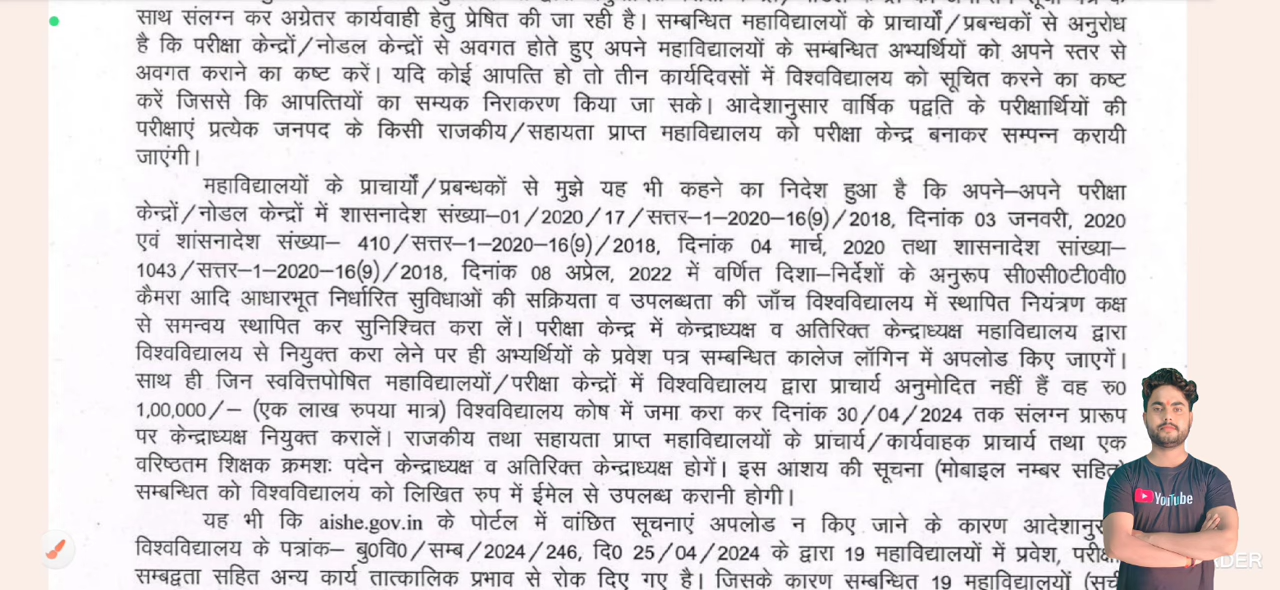 साथ संलग्न कर अग्रेतर कार्यवाही हेतु प्रेषित की जा रही है। सम्बन्धित महाविद्यालयों के प्राचार्यो/प्रबन्धकों से अनुरोध
है कि परीक्षा केन्द्रों/नोडल केन्द्रों से अवगत होते हुए अपने महाविद्यालयों के सम्बन्धित अभ्यर्थियों को अपने स्तर से
अवगत कराने का कष्ट करें। यदि कोई आपत्ति हो तो तीन कार्यदिवसों में विश्वविद्यालय को सूचित करने का कष्ट
करें जिससे कि आपत्तियों का सम्यक निराकरण किया जा सके। आदेशानुसार वार्षिक पद्वति के परीक्षार्थियों की
परीक्षाएं प्रत्येक जनपद के किसी राजकीय/सहायता प्राप्त महाविद्यालय को परीक्षा केन्द्र बनाकर सम्पन्न करायी
जाएंगी।
महाविद्यालयों के प्राचार्यों/प्रबन्धकों से मुझे यह भी कहने का निदेश हुआ है कि अपने–अपने परीक्षा
केन्द्रों/नोडल केन्द्रों में शासनादेश संख्या–01/2020/17/सत्तर–1–2020–16(9)/2018, दिनांक 03 जनवरी, 2020
एवं शांसनादेश संख्या– 410/सत्तर–1–2020–16(9)/2018, दिनांक 04 मार्च, 2020 तथा शासनादेश सांख्या–
1043/सत्तर–1–2020–16(9)/2018, दिनांक 08 अप्रेल, 2022 में वर्णित दिशा–निर्देशों के अनुरूप सी0सी0टी0वी0
कैमरा आदि आधारभूत निर्धारित सुविधाओं की सक्रियता व उपलब्धता की जाँच विश्वविद्यालय में स्थापित नियंत्रण कक्ष
से समन्वय स्थापित कर सुनिश्चित करा लें। परीक्षा केन्द्र में केन्द्राध्यक्ष व अतिरिक्त केन्द्राध्यक्ष महाविद्यालय द्वारा
विश्वविद्यालय से नियुक्त करा लेने पर ही अभ्यर्थियों के प्रवेश पत्र सम्बन्धित कालेज लॉगिन में अपलोड किए जाएगें।
साथ ही जिन स्ववित्तपोषित महाविद्यालयों/परीक्षा केन्द्रों में विश्वविद्यालय द्वारा प्राचार्य अनुमोदित नहीं हैं वह रु0
1,00,000/– (एक लाख रुपया मात्र) विश्वविद्यालय कोष में जमा करा कर दिनांक 30/04/2024 तक संलग्न प्रारूप
पर केन्द्राध्यक्ष नियुक्त करालें। राजकीय तथा सहायता प्राप्त महाविद्यालयों के प्राचार्य/कार्यवाहक प्राचार्य तथा एक
वरिष्ठतम शिक्षक क्रमशः पदेन केन्द्राध्यक्ष व अतिरिक्त केन्द्राध्यक्ष होगें। इस आशय की सूचना (मोबाइल नम्बर सहित)
सम्बन्धित को विश्वविद्यालय को लिखित रुप में ईमेल से उपलब्ध करानी होगी।
यह भी कि aishe.gov.in के पोर्टल में वांछित सूचनाएं अपलोड न किए जाने के कारण
विश्वविद्यालय के पत्रांक– बु0वि0/सम्ब/2024/246, दि0 25/04/2024 के द्वारा 19 महाविद्यालयों में प्रवेश,
सम्बद्वता सहित अन्य कार्य तात्कालिक प्रभाव से रोक दिए गए है। जिसके कारण सम्बन्धित 19 महाविद्यालयों
YouTube